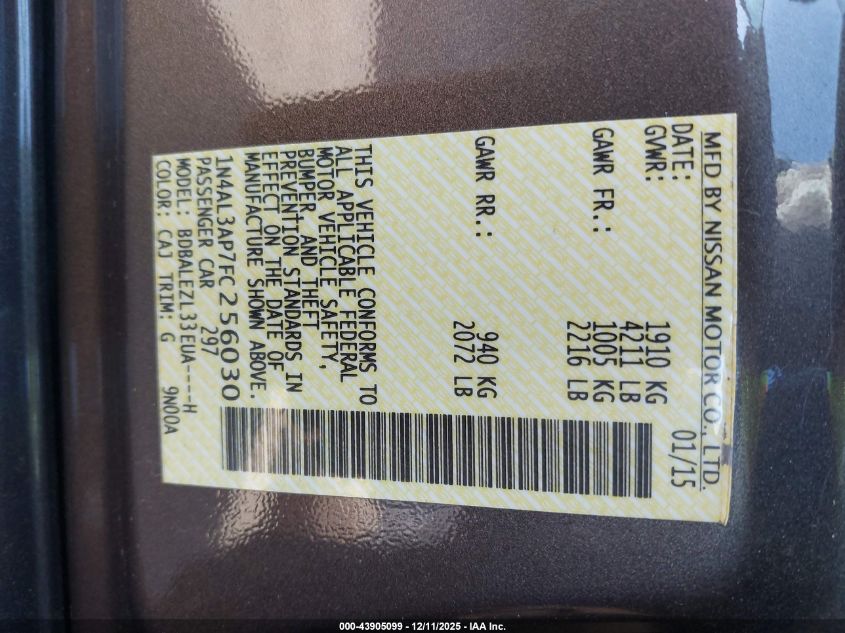 MFD BY NISSAN MOTOR CO., LTD.
DATE: 01/15
GVWR: 1910 KG
4211 LB
GAWR FR.: 1005 KG
2216 LB
GAWR RR.: 940 KG
2072 LB
THIS VEHICLE CONFORMS TO
ALL APPLICABLE FEDERAL
MOTOR VEHICLE SAFETY,
BUMPER, AND THEFT
PREVENTION STANDARDS IN
EFFECT ON THE DATE OF
MANUFACTURE SHOWN ABOVE.
1N4AL3AP7FC256030
PASSENGER CAR 297
MODEL: BDBALEZL33EUA----H
COLOR: CAJ TRIM: G 9N00A
000-43905099 - 12/11/2025 - IAA Inc.